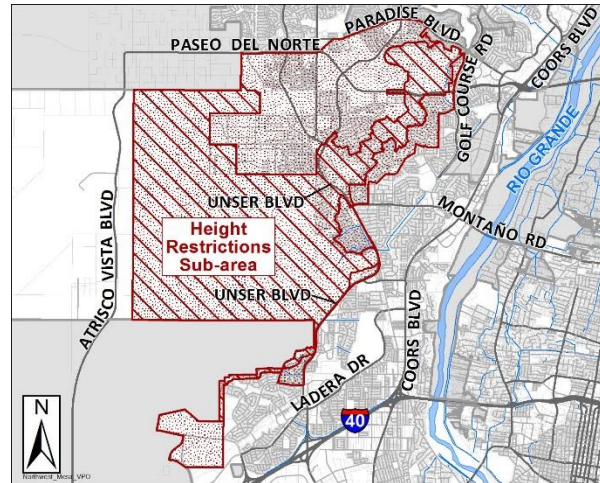 PARADISE BLVD
PASEO DEL NORTE
GOLF COURSE RD
COORS BLVD
RIO GRANDE
UNSER BLVD
MONTAÑO RD
Height
Restrictions
Sub-area
ATRISCO VISTA BLVD
UNSER BLVD
COORS BLVD
LADERA DR
N
40
Northwest_Mesa_VPO